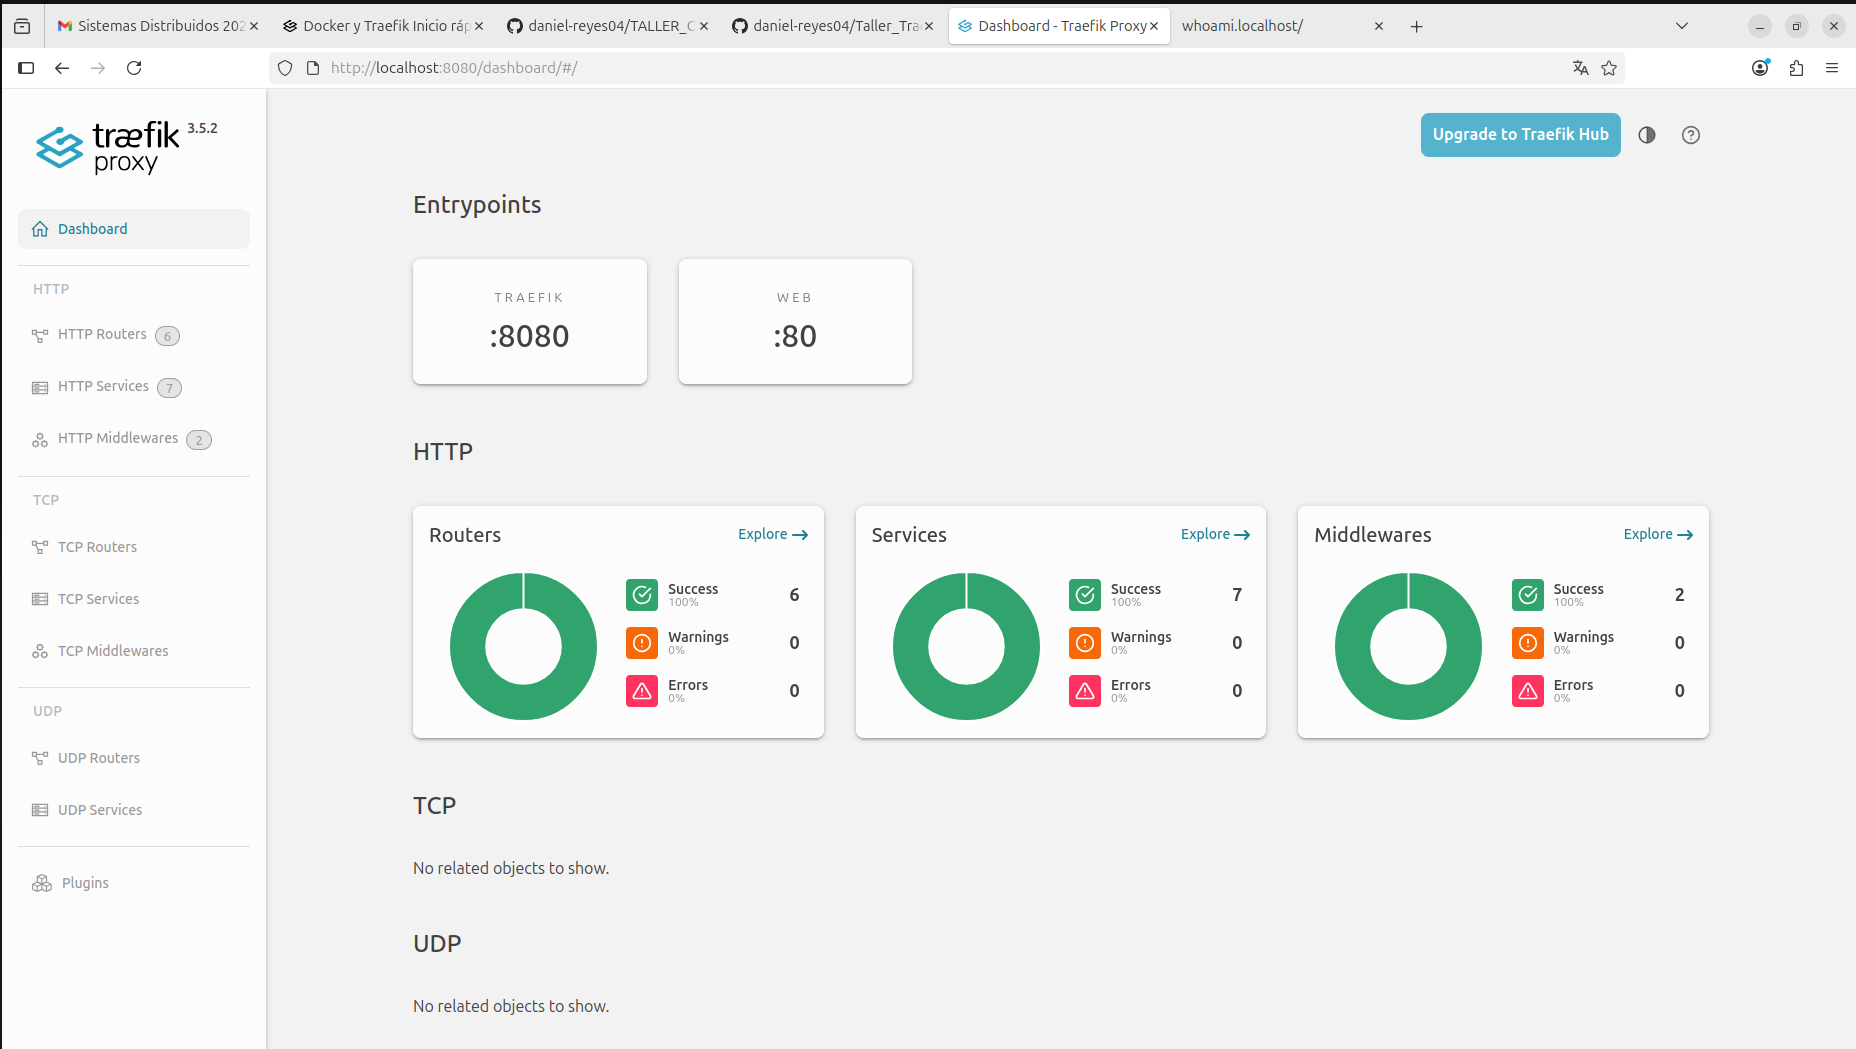 Sistemas Distribuidos 202
Docker y Traefik Inicio ráp
daniel-reyes04/TALLER_C
daniel-reyes04/Taller_Tra
Dashboard - Traefik Proxy
whoami.localhost/
http://localhost:8080/dashboard/#/
træfik 3.5.2
proxy
Upgrade to Traefik Hub
Dashboard
HTTP
HTTP Routers 6
HTTP Services 7
HTTP Middlewares 2
TCP
TCP Routers
TCP Services
TCP Middlewares
UDP
UDP Routers
UDP Services
Plugins
Entrypoints
TRAEFIK
:8080
WEB
:80
HTTP
Routers
Explore
Success 6
100%
Warnings 0
0%
Errors 0
0%
Services
Explore
Success 7
100%
Warnings 0
0%
Errors 0
0%
Middlewares
Explore
Success 2
100%
Warnings 0
0%
Errors 0
0%
TCP
No related objects to show.
UDP
No related objects to show.